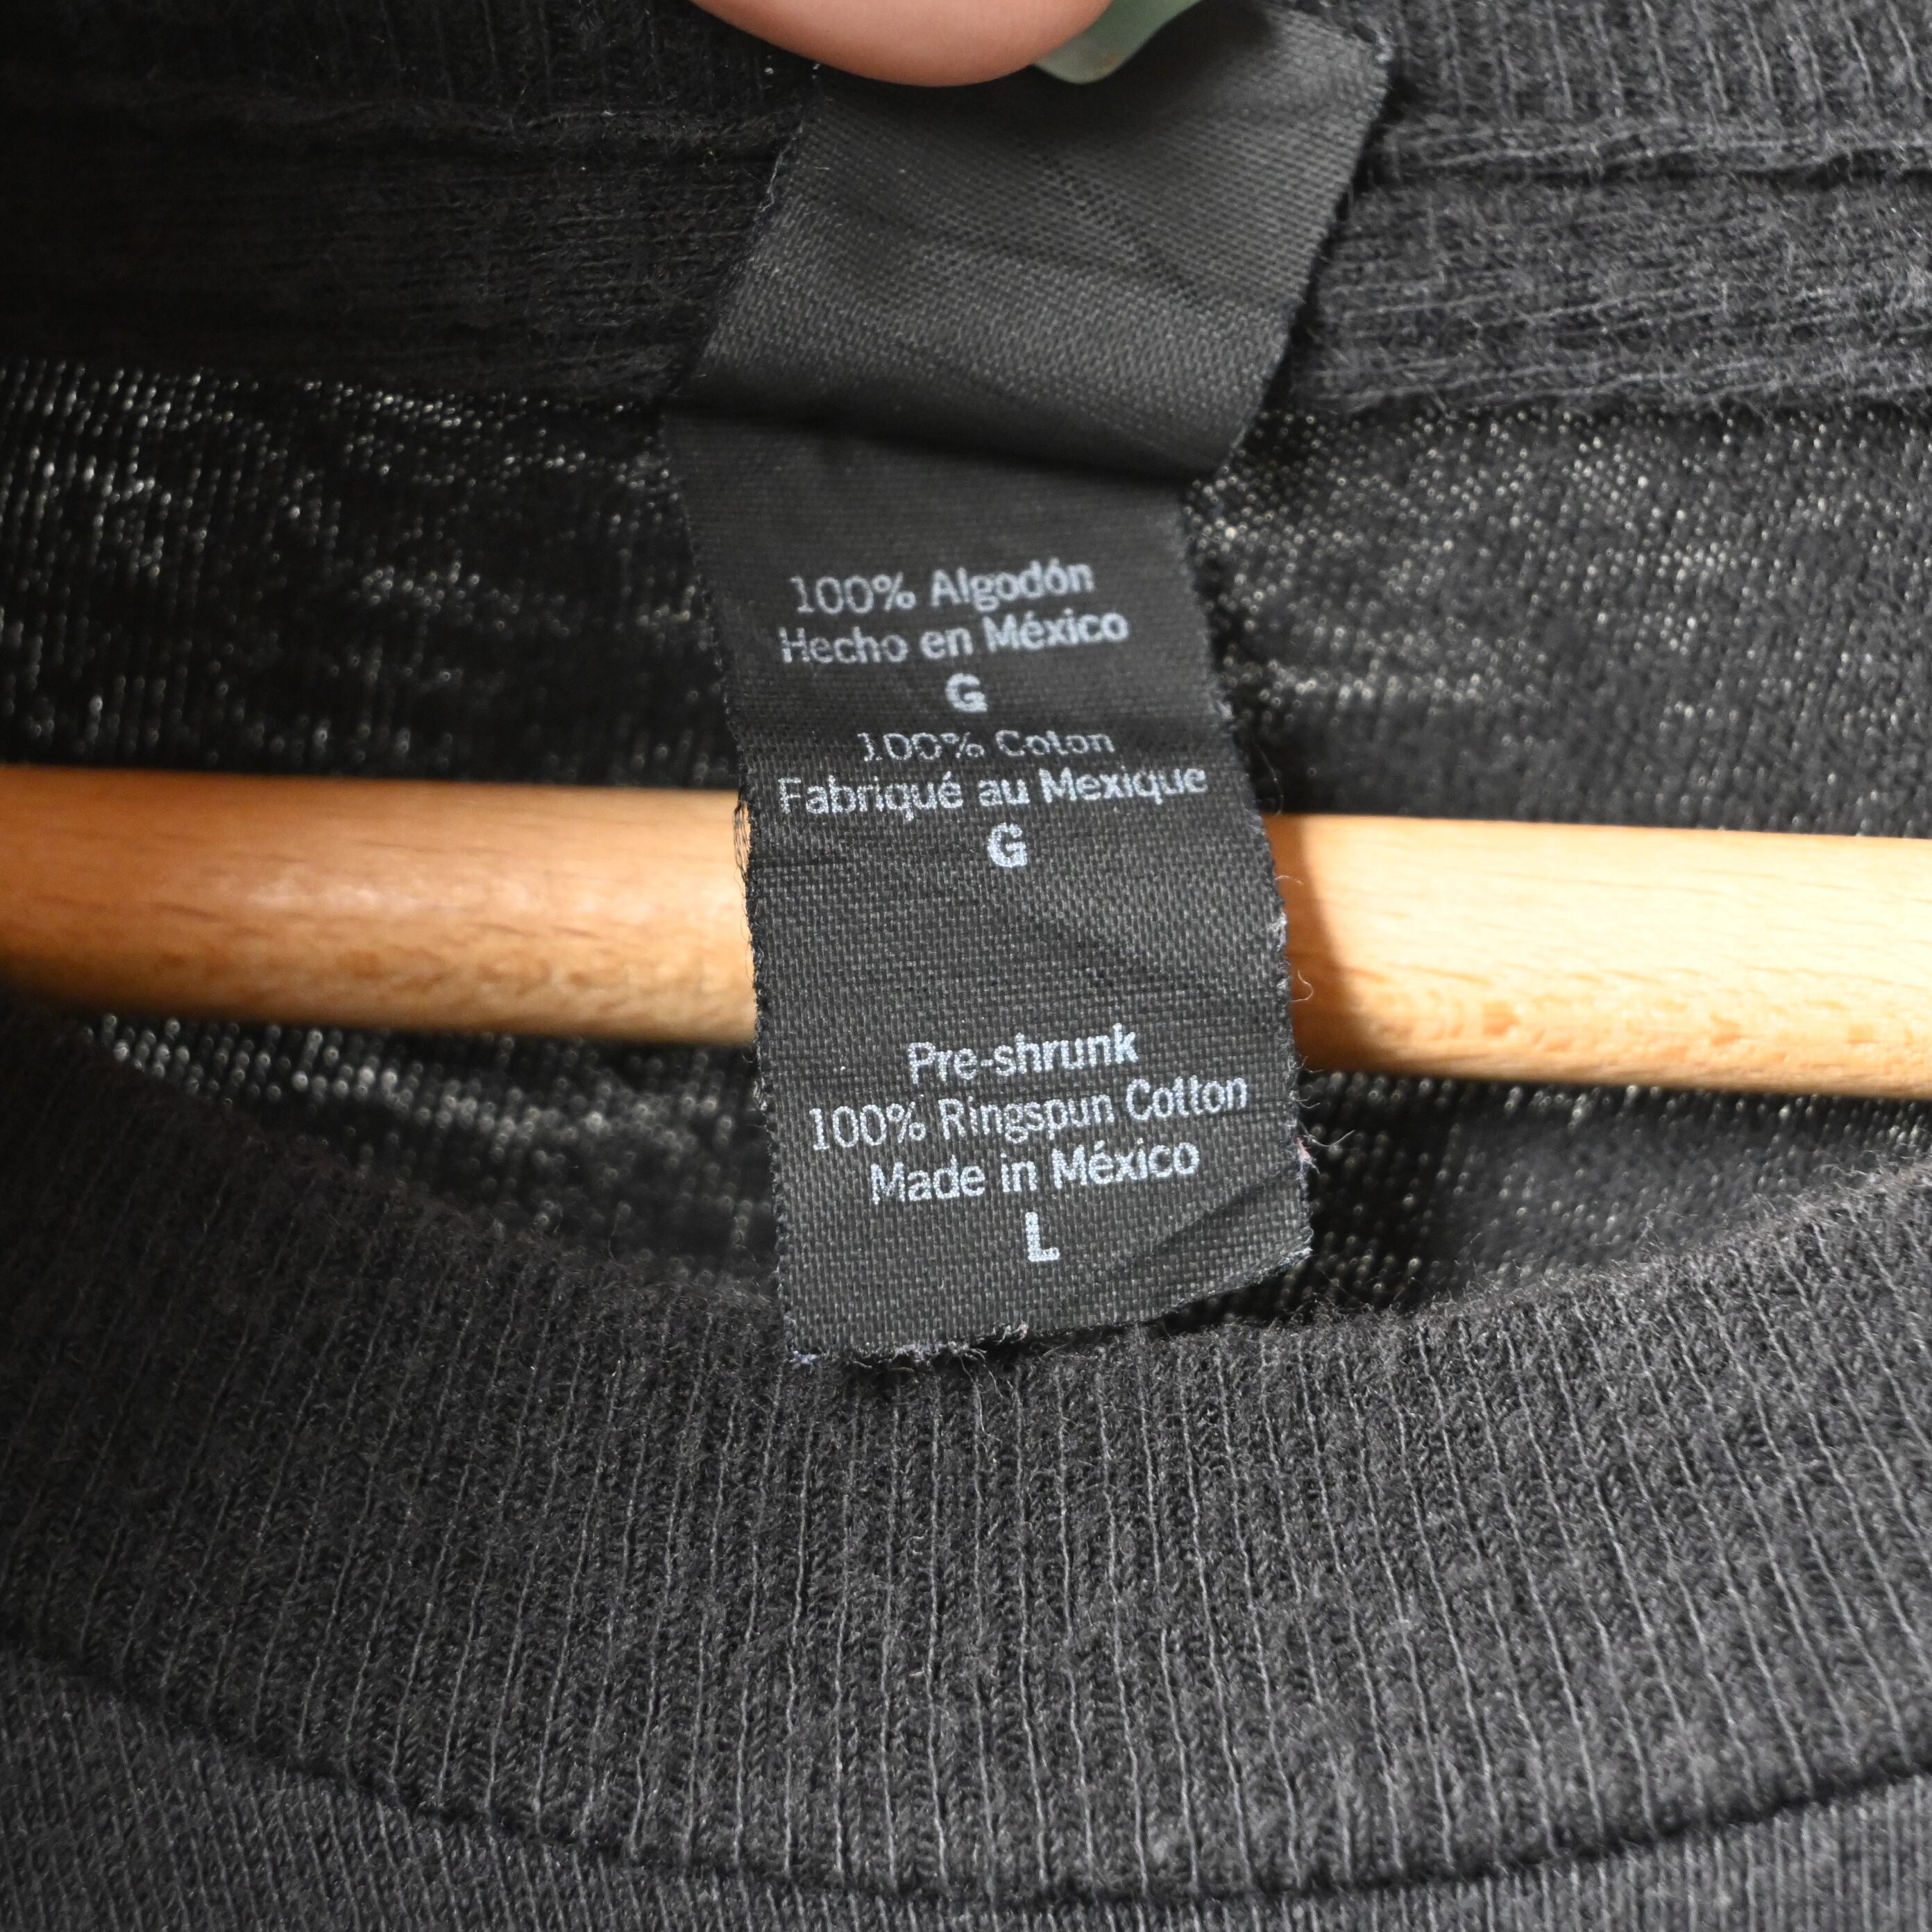 100% Algodón
Hecho en México
G
100% Coton
Fabriqué au Mexique
G
Pre-shrunk
100% Ringspun Cotton
Made in México
L